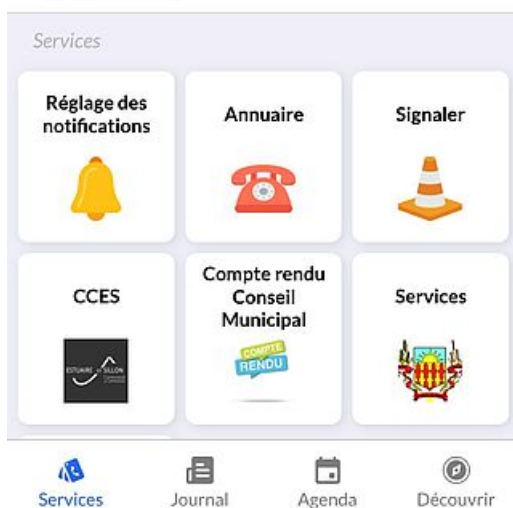 Services
Réglage des
notifications
Annuaire
Signaler
CCES
ESTUAIRE et SILLON
Compte rendu
Conseil
Municipal
COMPTE
RENDU
Services
Services
Journal
Agenda
Découvrir